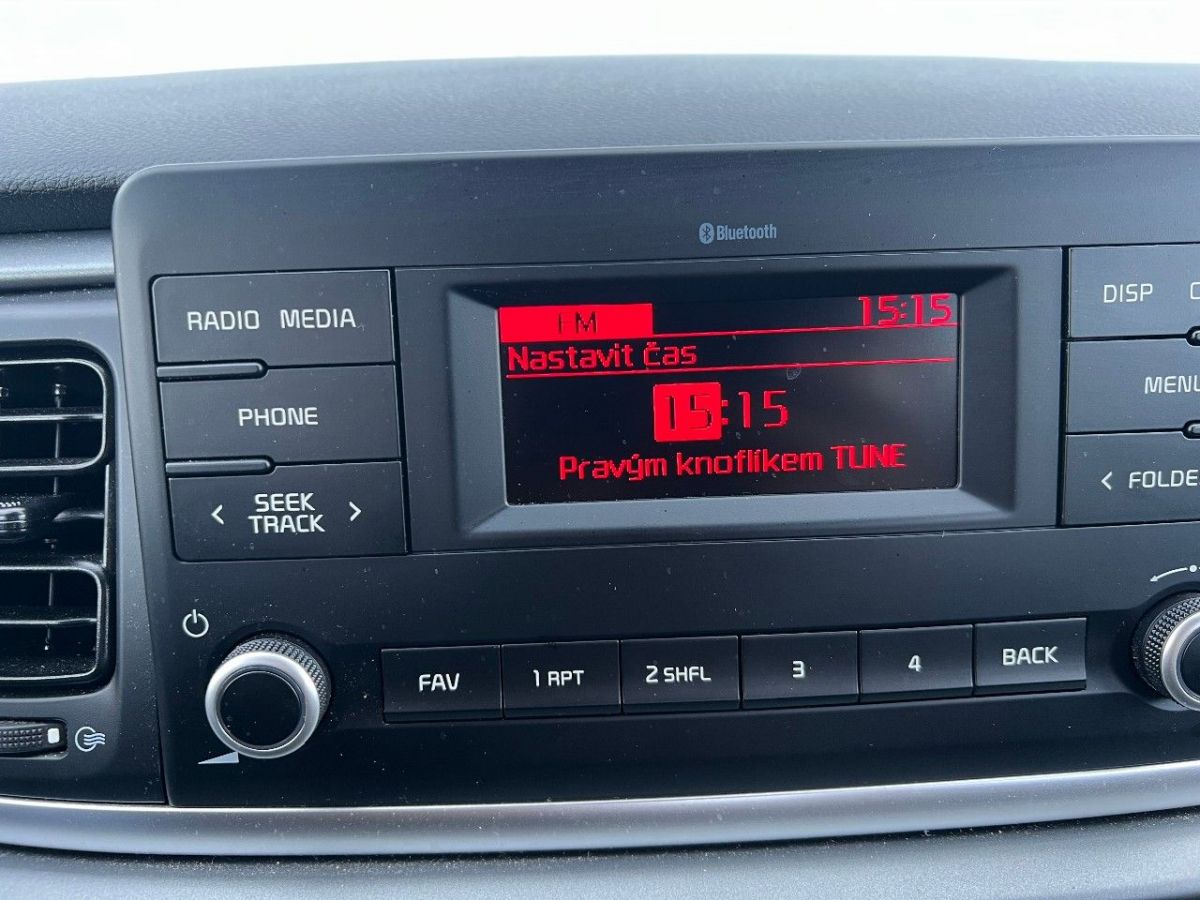 Bluetooth
RADIO MEDIA
PHONE
< SEEK TRACK >
FM 15:15
Nastavit čas
15:15
Pravým knoflíkem TUNE
DISP
MENU
< FOLDE
FAV
1 RPT
2 SHFL
3
4
BACK